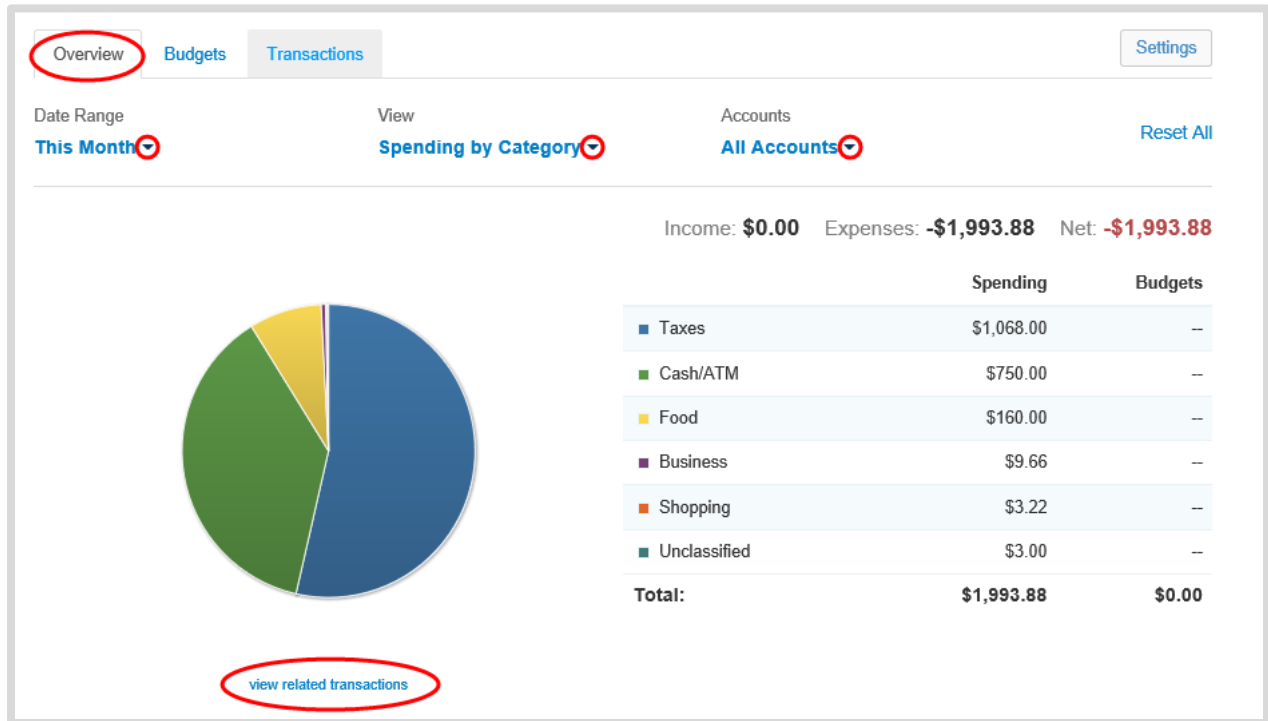 Overview Budgets Transactions Settings
Date Range View Accounts
This Month Spending by Category All Accounts Reset All
Income: $0.00 Expenses: -$1,993.88 Net: -$1,993.88
Spending Budgets
Taxes $1,068.00 --
Cash/ATM $750.00 --
Food $160.00 --
Business $9.66 --
Shopping $3.22 --
Unclassified $3.00 --
Total: $1,993.88 $0.00
view related transactions